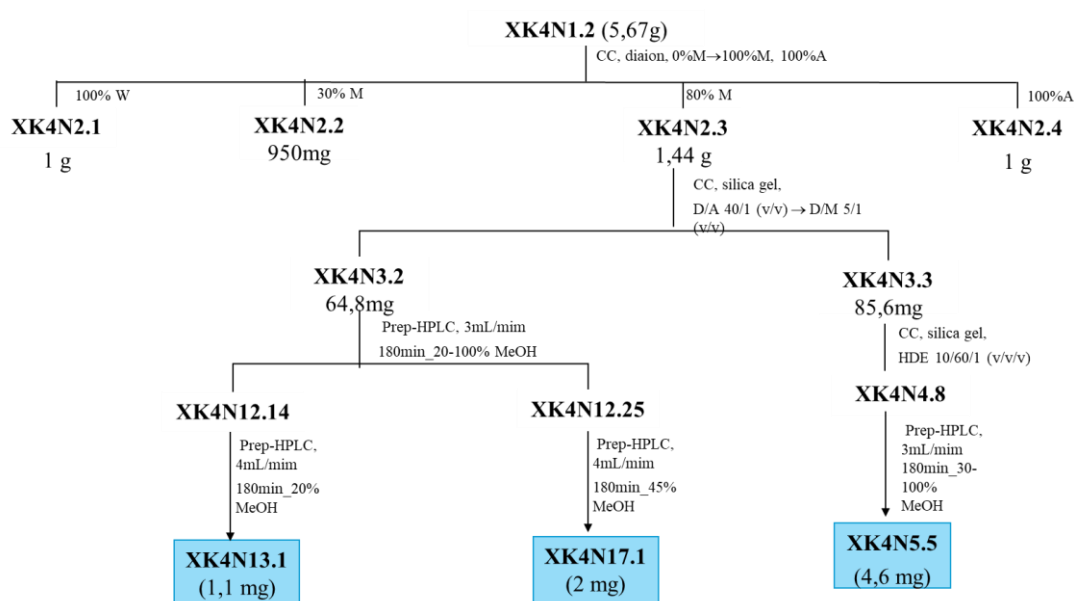 XK4N1.2 (5,67g)
CC, diaion, 0%M→100%M, 100%A
100% W
30% M
80% M
100%A
XK4N2.1
1 g
XK4N2.2
950mg
XK4N2.3
1,44 g
XK4N2.4
1 g
CC, silica gel,
D/A 40/1 (v/v) → D/M 5/1
(v/v)
XK4N3.2
64,8mg
XK4N3.3
85,6mg
Prep-HPLC, 3mL/mim
180min_20-100% MeOH
CC, silica gel,
HDE 10/60/1 (v/v/v)
XK4N12.14
XK4N12.25
XK4N4.8
Prep-HPLC,
4mL/mim
180min_20%
MeOH
Prep-HPLC,
4mL/mim
180min_45%
MeOH
Prep-HPLC,
3mL/mim
180min_30-
100%
MeOH
XK4N13.1
(1,1 mg)
XK4N17.1
(2 mg)
XK4N5.5
(4,6 mg)